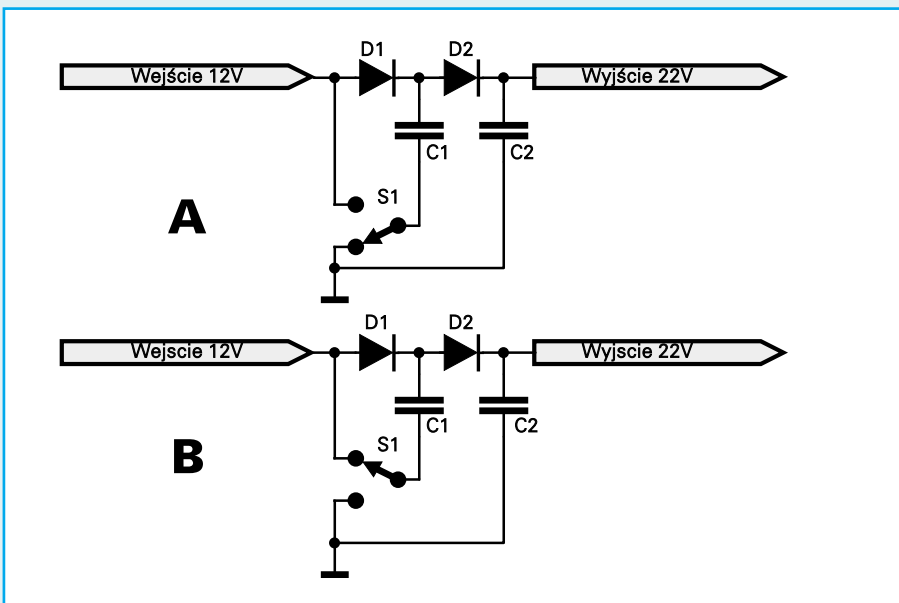 D1 D2
Wejście 12V Wyjście 22V
C1 C2
S1
A
D1 D2
Wejscie 12V Wyjscie 22V
C1 C2
S1
B